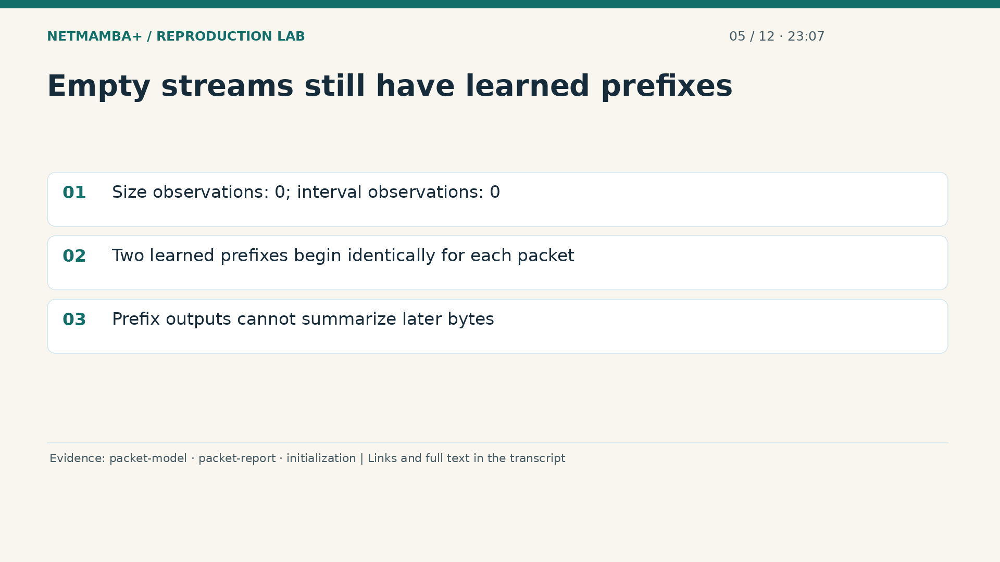 NETMAMBA+ / REPRODUCTION LAB
05 / 12 · 23:07
Empty streams still have learned prefixes
01 Size observations: 0; interval observations: 0
02 Two learned prefixes begin identically for each packet
03 Prefix outputs cannot summarize later bytes
Evidence: packet-model · packet-report · initialization | Links and full text in the transcript